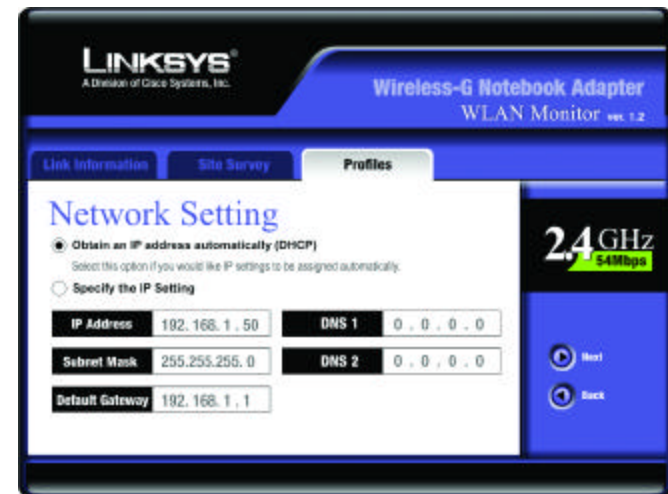 LINKSYS®
A Division of Cisco Systems, Inc.
Wireless-G Notebook Adapter
WLAN Monitor ver. 1.2
Link Information
Site Survey
Profiles
Network Setting
Obtain an IP address automatically (DHCP)
Select this option if you would like IP settings to be assigned automatically.
Specify the IP Setting
IP Address 192. 168. 1 . 50 DNS 1 0 . 0 . 0 . 0
Subnet Mask 255.255.255. 0 DNS 2 0 . 0 . 0 . 0
Default Gateway 192. 168. 1 . 1
2.4 GHz
54Mbps
Next
Back